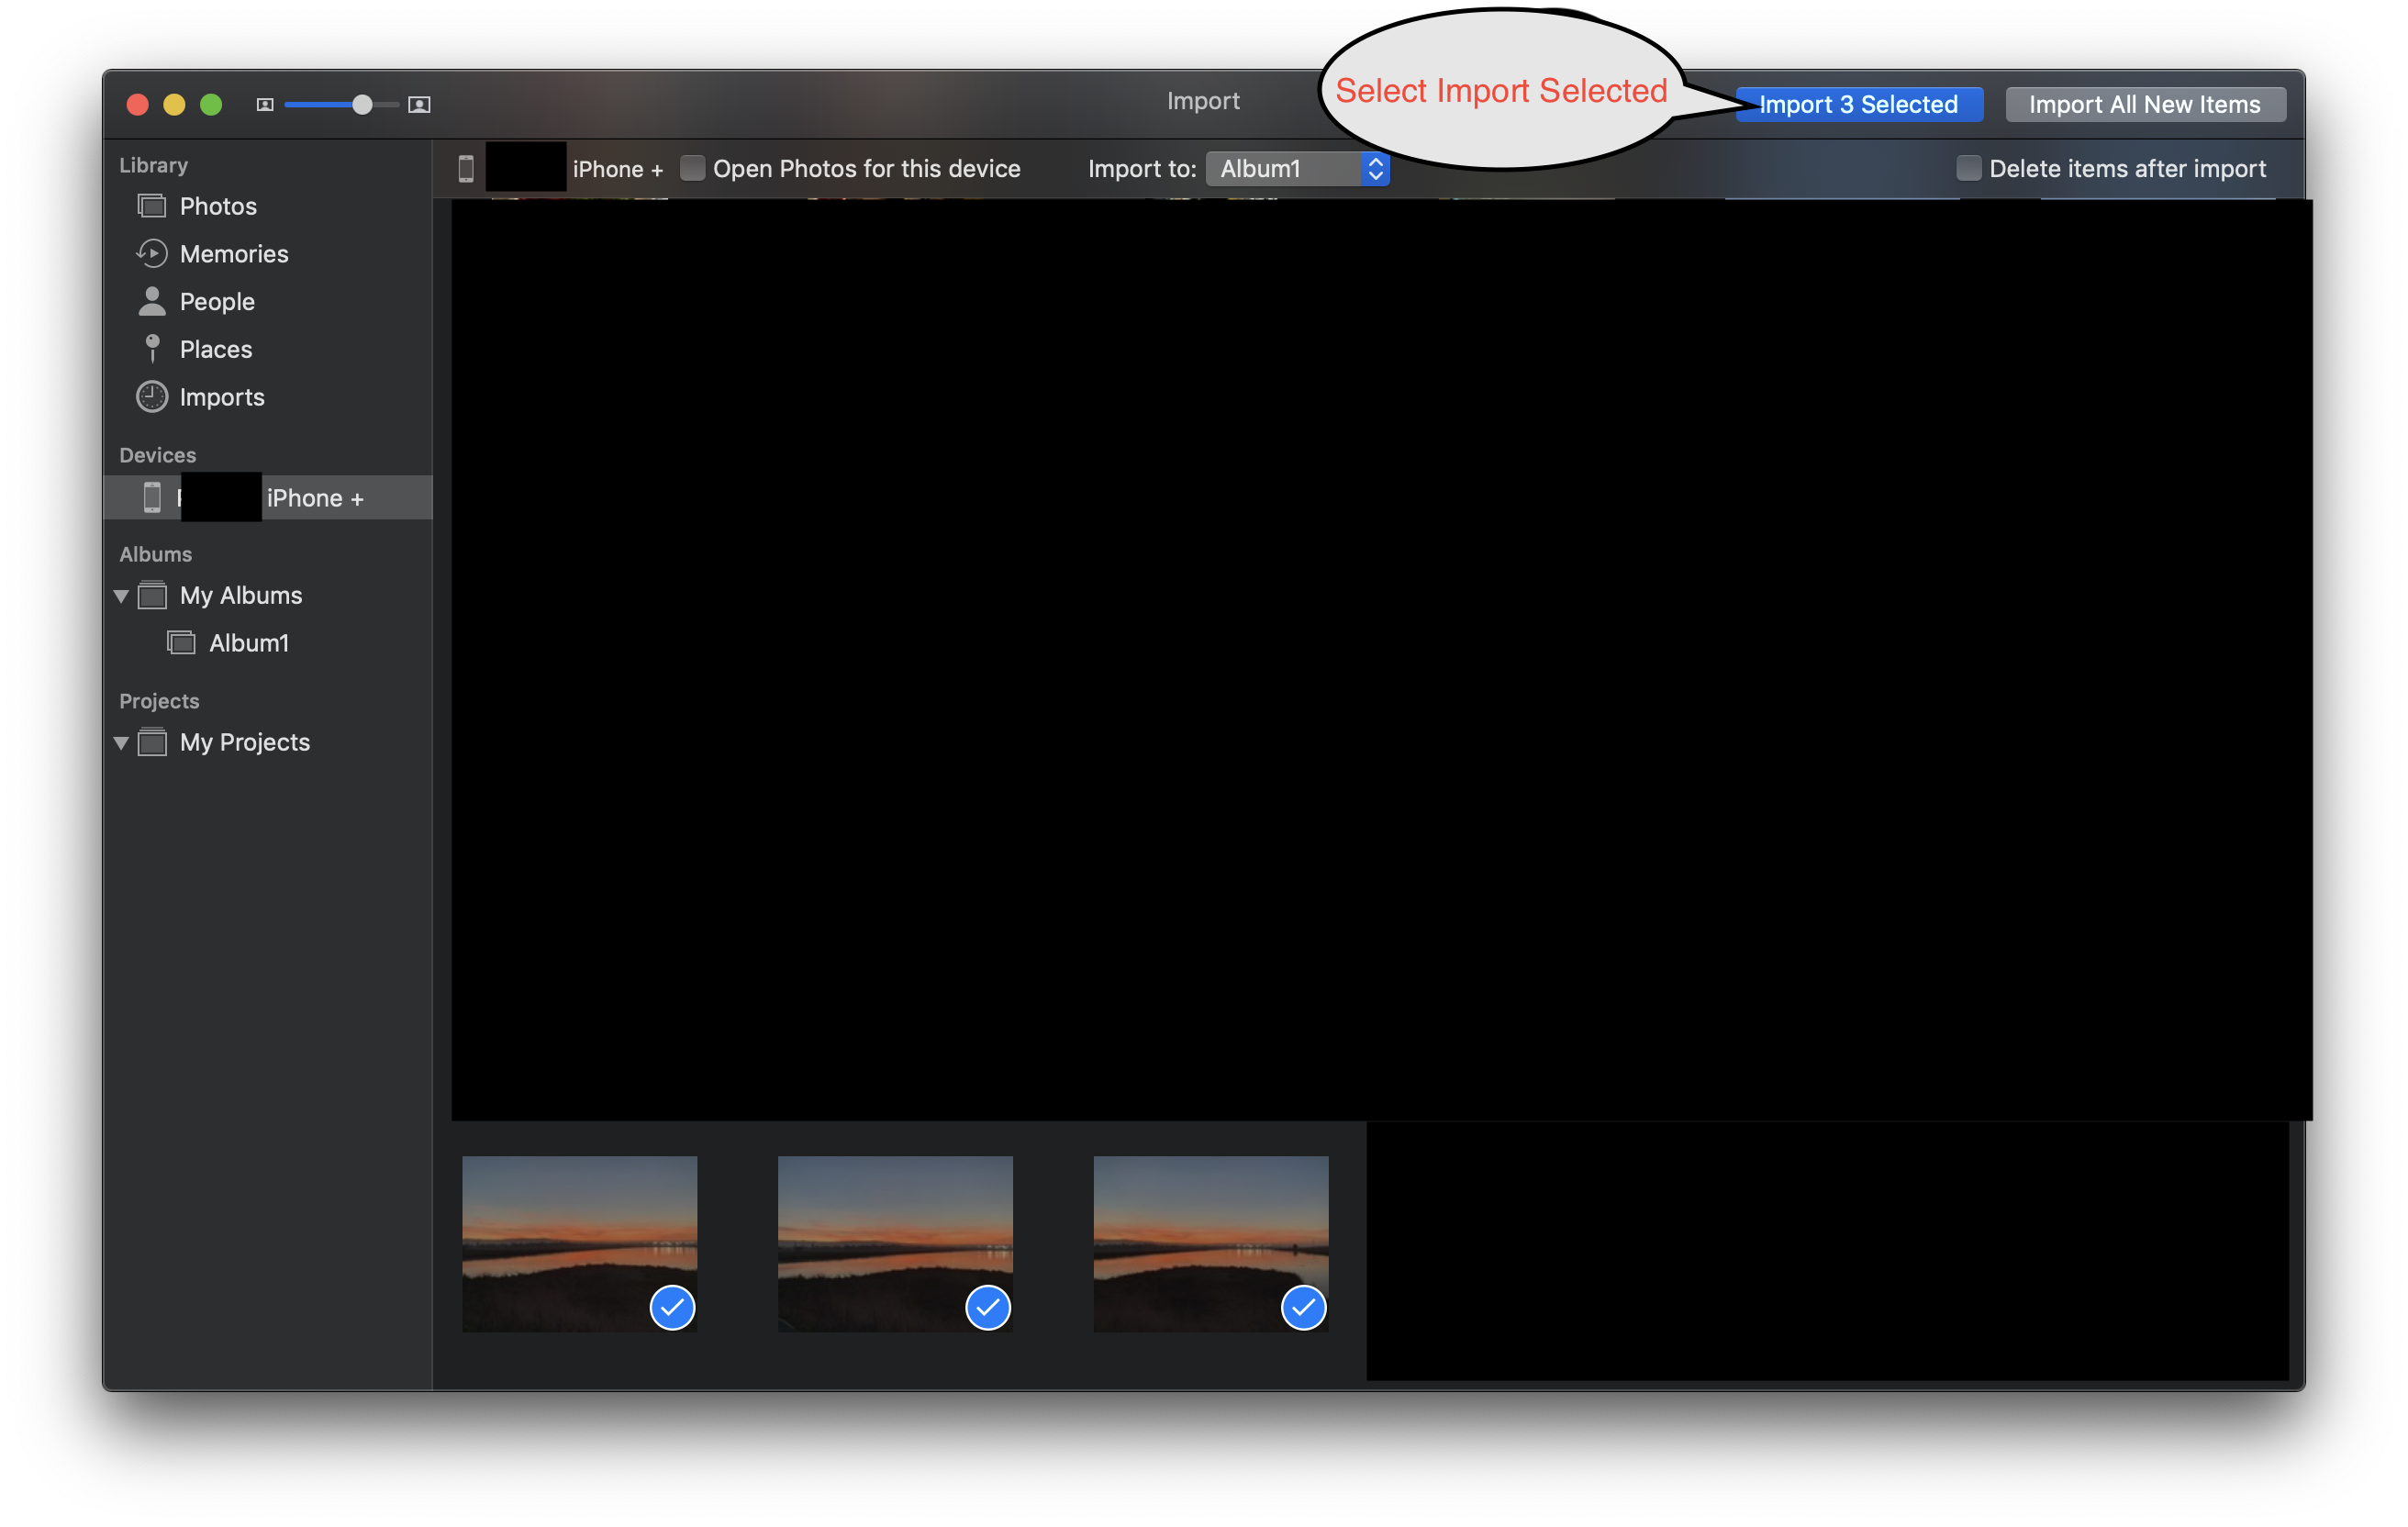 Select Import Selected
Import
Import 3 Selected
Import All New Items
iPhone +
Open Photos for this device
Import to:
Album1
Delete items after import
Library
Photos
Memories
People
Places
Imports
Devices
iPhone +
Albums
My Albums
Album1
Projects
My Projects